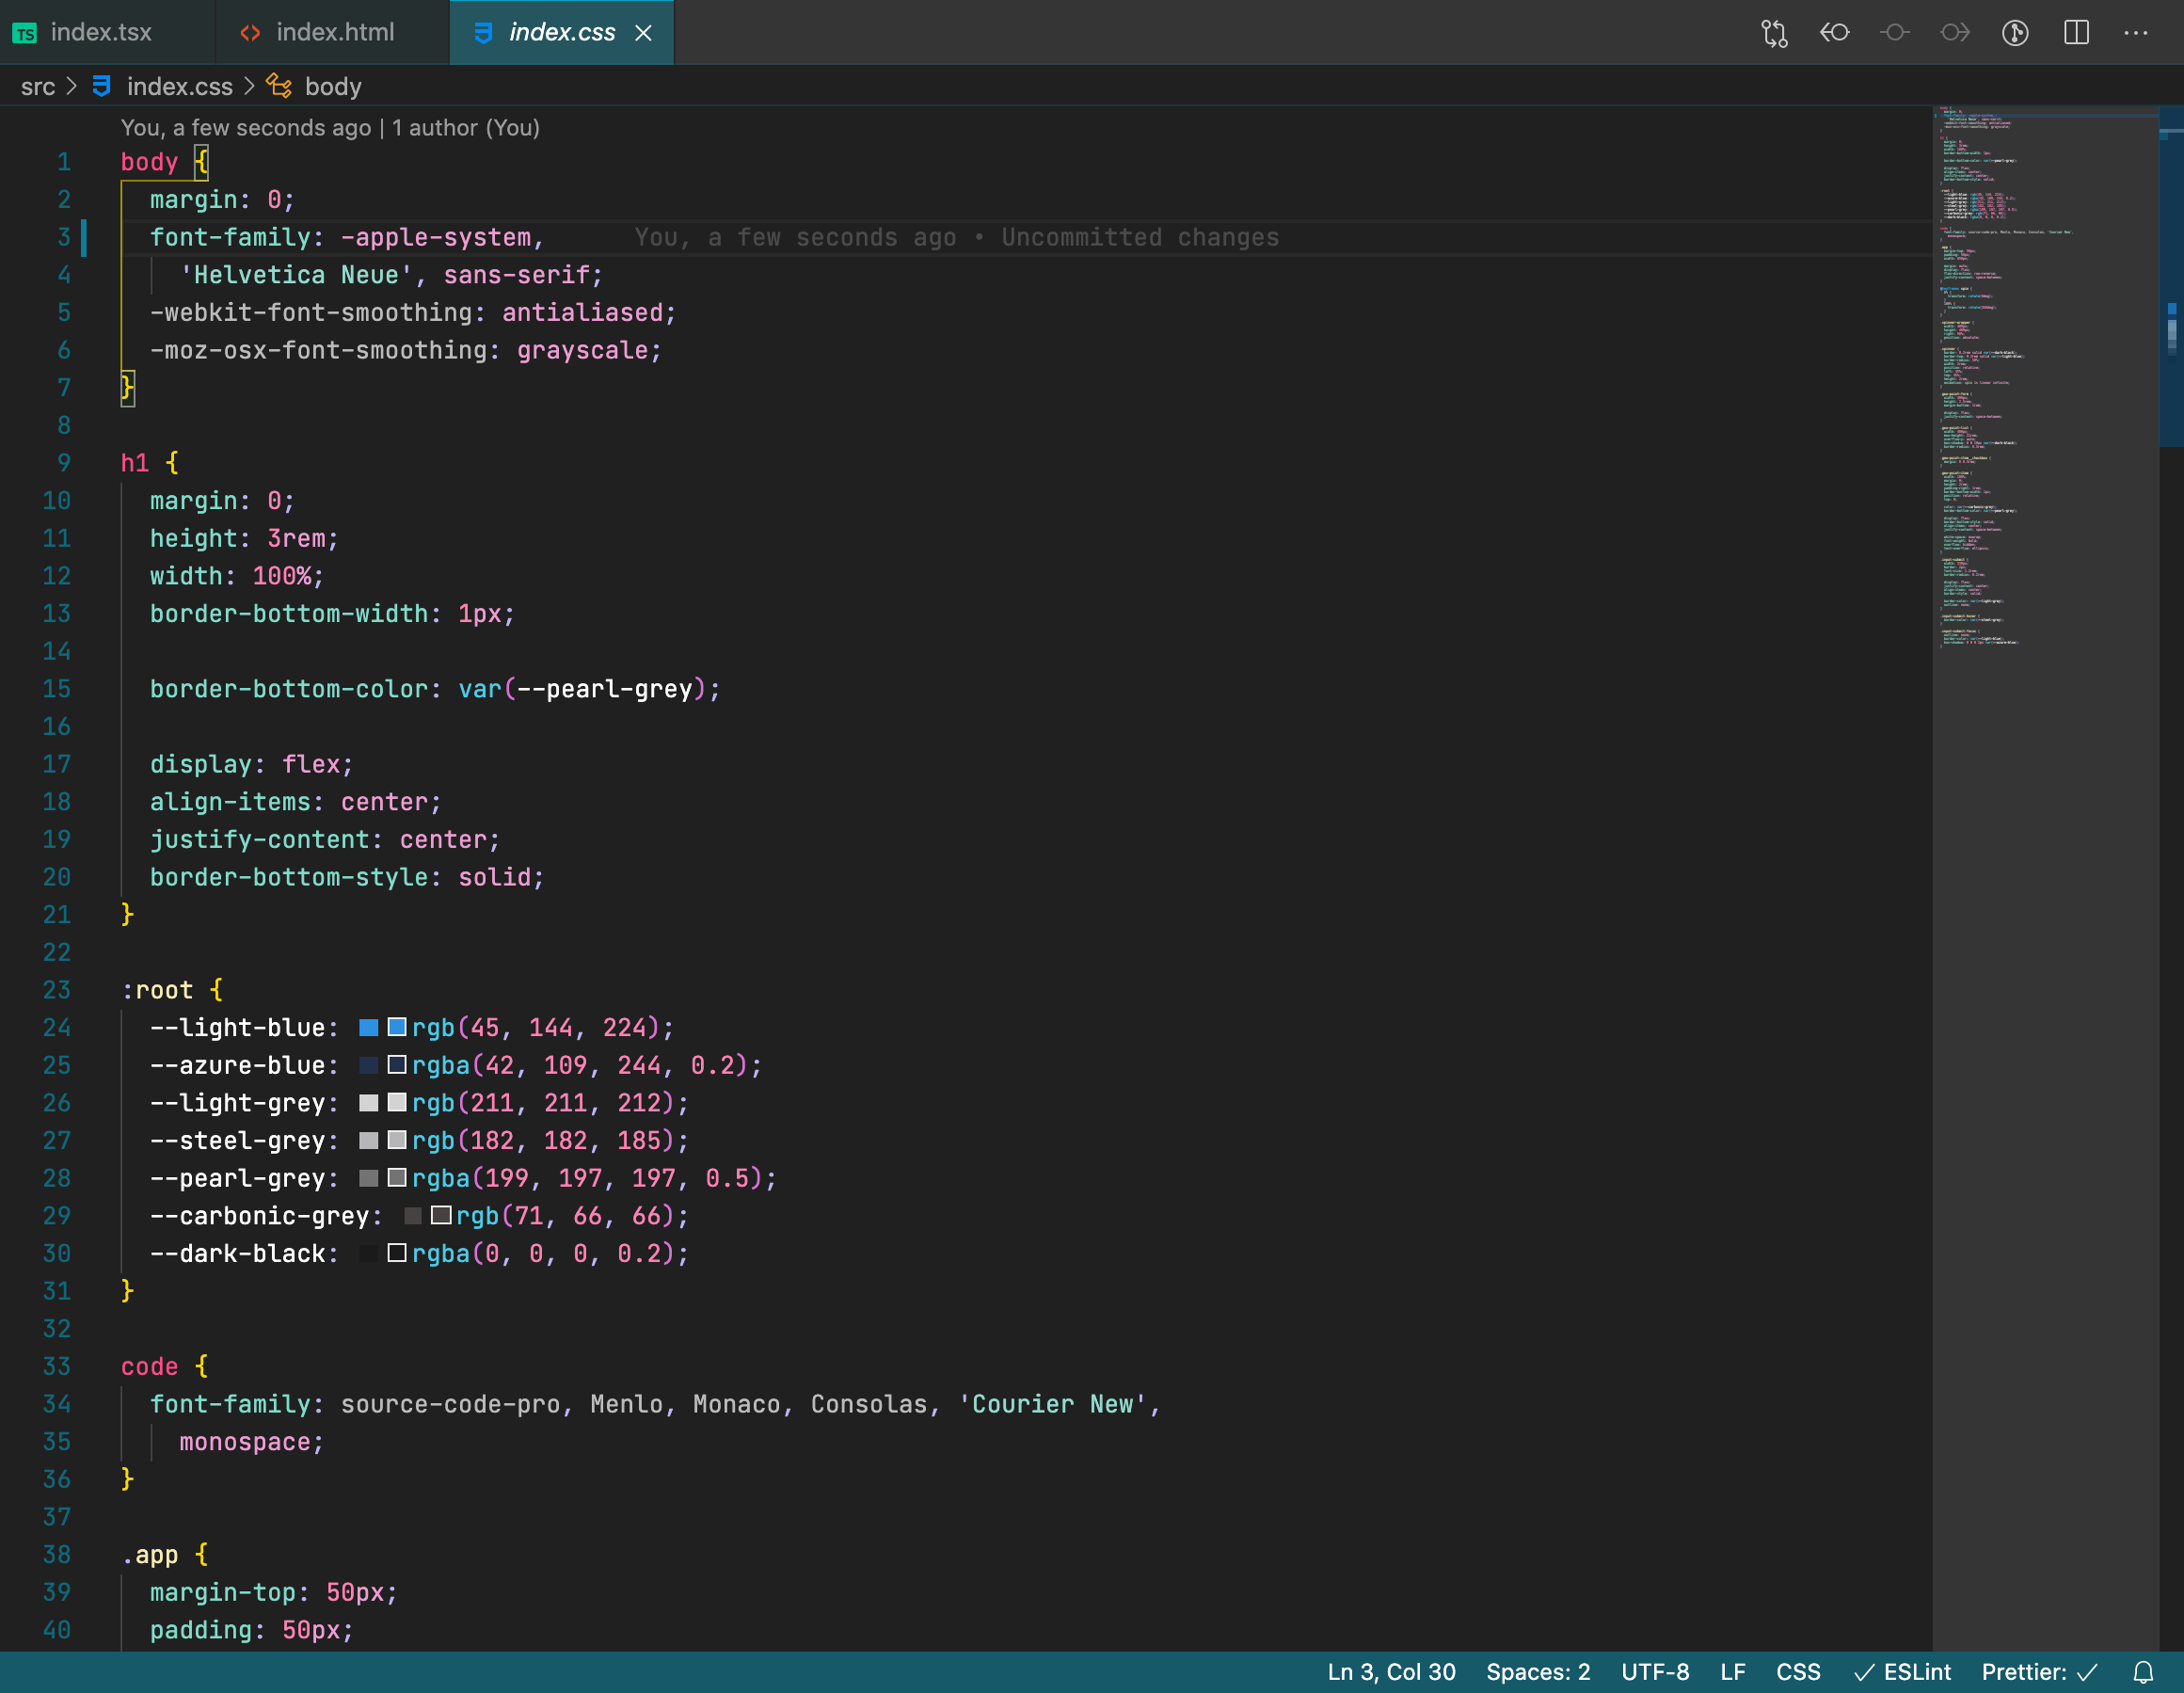 TS index.tsx <> index.html index.css
src > index.css > body
You, a few seconds ago | 1 author (You)
1 body {
2 margin: 0;
3 font-family: -apple-system, You, a few seconds ago • Uncommitted changes
4 'Helvetica Neue', sans-serif;
5 -webkit-font-smoothing: antialiased;
6 -moz-osx-font-smoothing: grayscale;
7 }
8
9 h1 {
10 margin: 0;
11 height: 3rem;
12 width: 100%;
13 border-bottom-width: 1px;
14
15 border-bottom-color: var(--pearl-grey);
16
17 display: flex;
18 align-items: center;
19 justify-content: center;
20 border-bottom-style: solid;
21 }
22
23 :root {
24 --light-blue: rgb(45, 144, 224);
25 --azure-blue: rgba(42, 109, 244, 0.2);
26 --light-grey: rgb(211, 211, 212);
27 --steel-grey: rgb(182, 182, 185);
28 --pearl-grey: rgba(199, 197, 197, 0.5);
29 --carbonic-grey: rgb(71, 66, 66);
30 --dark-black: rgba(0, 0, 0, 0.2);
31 }
32
33 code {
34 font-family: source-code-pro, Menlo, Monaco, Consolas, 'Courier New',
35 monospace;
36 }
37
38 .app {
39 margin-top: 50px;
40 padding: 50px;
Ln 3, Col 30 Spaces: 2 UTF-8 LF CSS ✓ ESLint Prettier: ✓